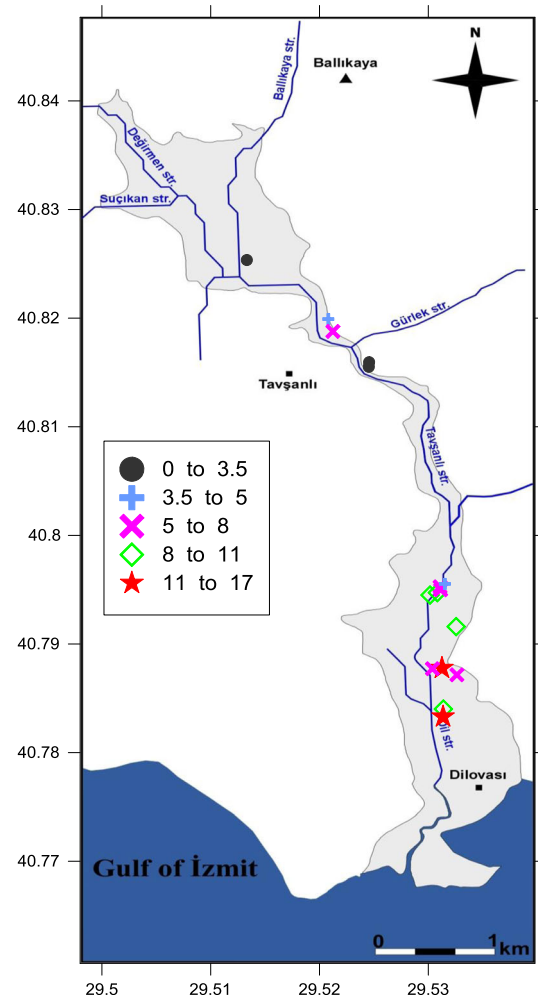 N
Ballıkaya
Ballıkaya str.
40.84
Değirmen str.
40.83
Suçıkan str.
40.82
Gürlek str.
Tavşanlı
40.81
Tavşanlı str.
0 to 3.5
3.5 to 5
5 to 8
8 to 11
11 to 17
40.8
40.79
40.78
Dil str.
Dilovası
40.77
Gulf of İzmit
0 1
km
29.5 29.51 29.52 29.53